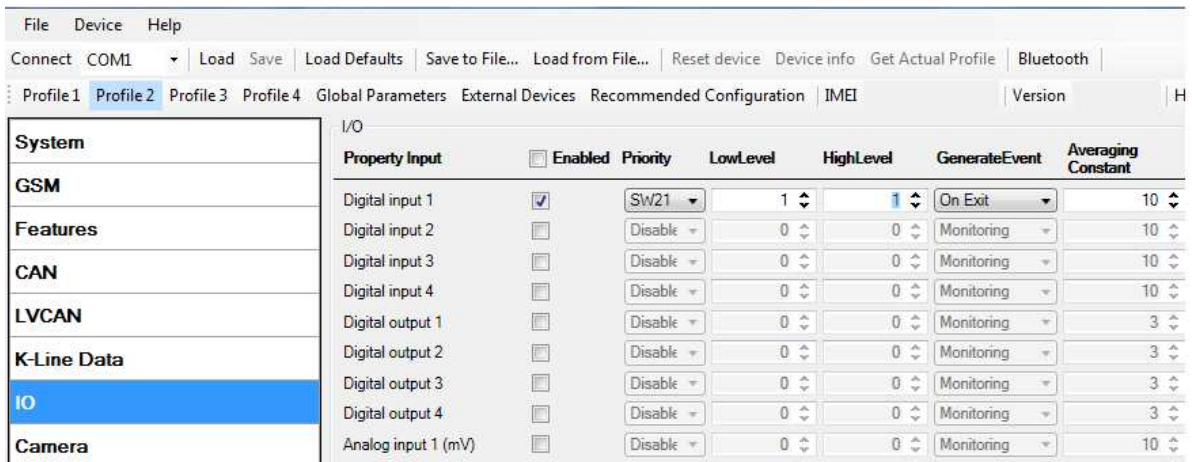 File Device Help
Connect COM1 Load Save Load Defaults Save to File... Load from File... Reset device Device info Get Actual Profile Bluetooth
Profile 1 Profile 2 Profile 3 Profile 4 Global Parameters External Devices Recommended Configuration IMEI Version H
System
GSM
Features
CAN
LVCAN
K-Line Data
IO
Camera
I/O
Property Input Enabled Priority LowLevel HighLevel GenerateEvent Averaging Constant
Digital input 1 SW21 1 1 On Exit 10
Digital input 2 Disable 0 0 Monitoring 10
Digital input 3 Disable 0 0 Monitoring 10
Digital input 4 Disable 0 0 Monitoring 10
Digital output 1 Disable 0 0 Monitoring 3
Digital output 2 Disable 0 0 Monitoring 3
Digital output 3 Disable 0 0 Monitoring 3
Digital output 4 Disable 0 0 Monitoring 3
Analog input 1 (mV) Disable 0 0 Monitoring 10